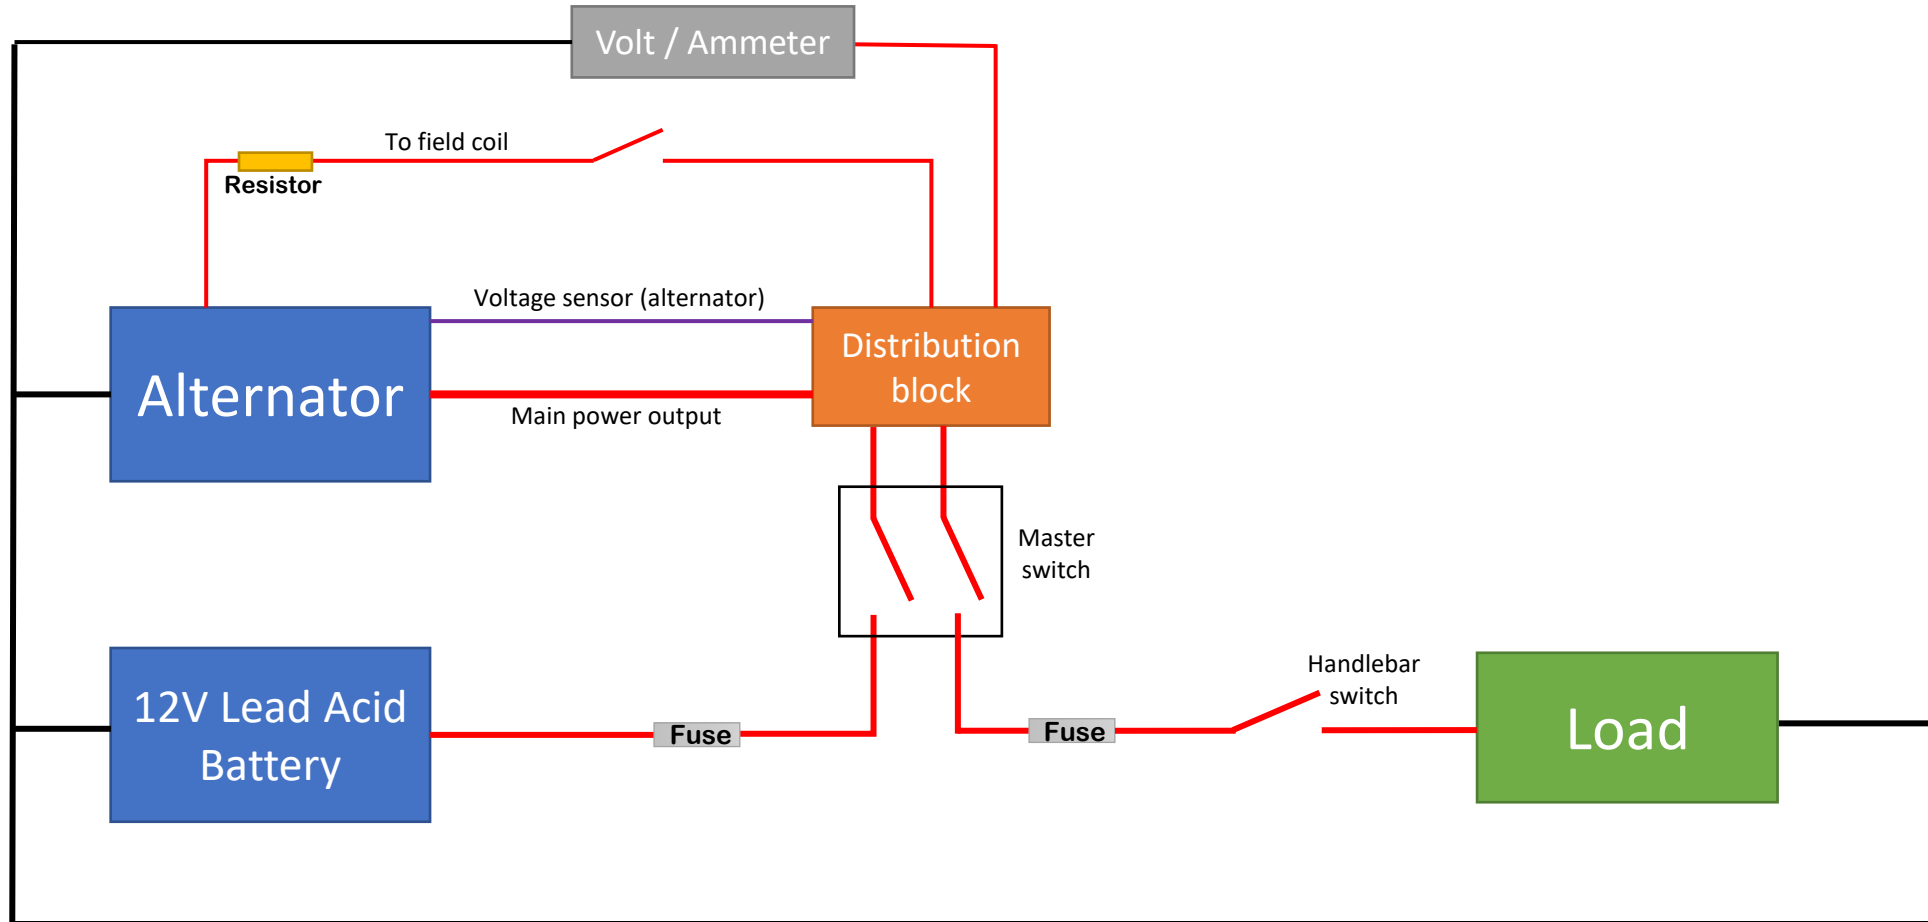 Volt / Ammeter
To field coil
Resistor
Voltage sensor (alternator)
Alternator
Distribution
block
Main power output
Master
switch
12V Lead Acid
Battery
Fuse
Fuse
Handlebar
switch
Load